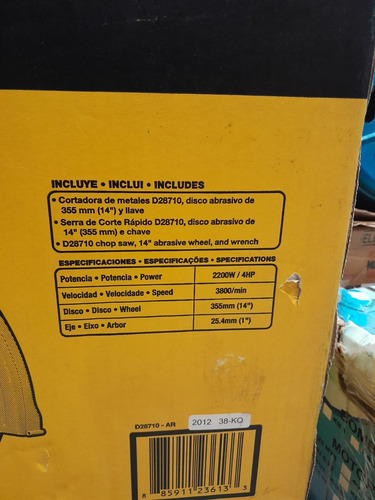 INCLUYE • INCLUI • INCLUDES
• Cortadora de metales D28710, disco abrasivo de
355 mm (14") y llave
• Serra de Corte Rápido D28710, disco abrasivo de
14" (355 mm) e chave
• D28710 chop saw, 14" abrasive wheel, and wrench
ESPECIFICACIONES • ESPECIFICAÇÕES • SPECIFICATIONS
Potencia • Potencia • Power 2200W / 4HP
Velocidad • Velocidade • Speed 3800/min
Disco • Disco • Wheel 355mm (14")
Eje • Eixo • Arbor 25.4mm (1")
D28710 - AR 2012 38-KQ
8 85911 23613 3
MOTO